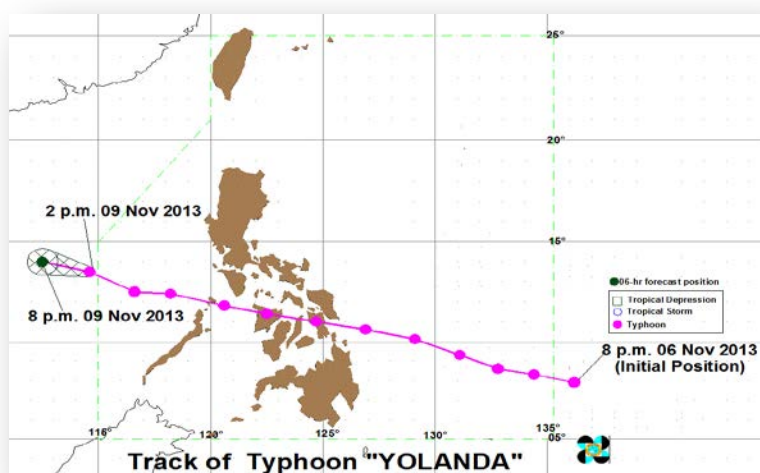 25°
20°
2 p.m. 09 Nov 2013
15°
06-hr forecast position
Tropical Depression
Tropical Storm
Typhoon
8 p.m. 09 Nov 2013
8 p.m. 06 Nov 2013
(Initial Position)
120°
125°
130°
135°
05°
Track of Typhoon "YOLANDA"